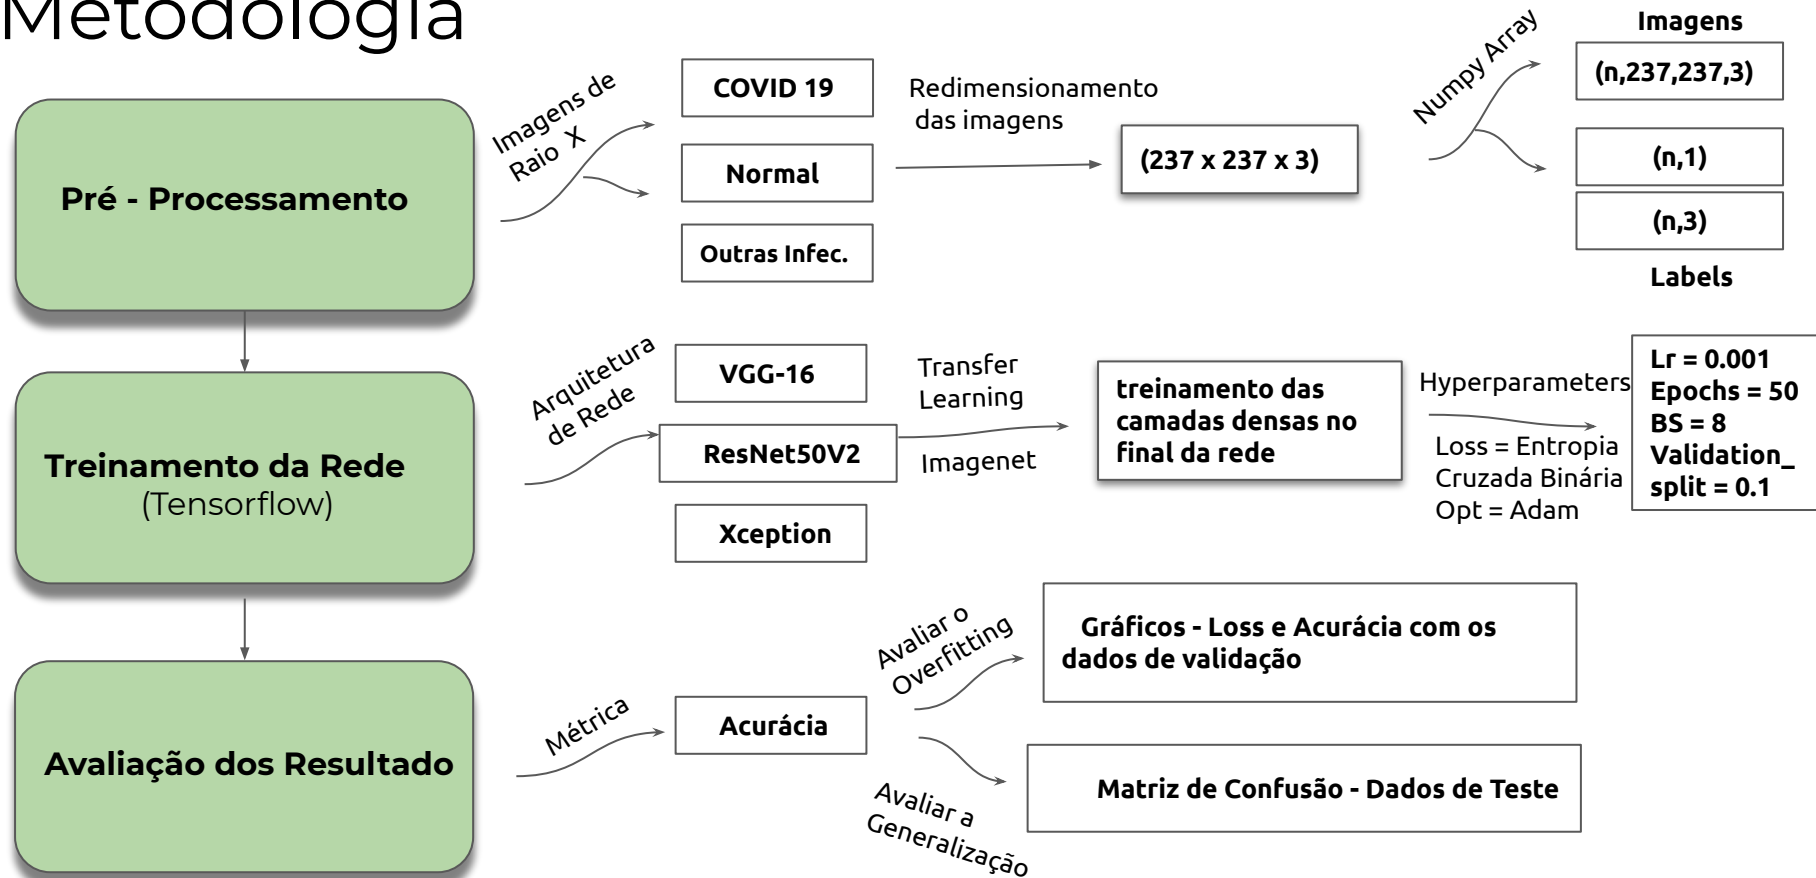 Metodologia
Pré - Processamento
Imagens de
Raio X
COVID 19
Normal
Outras Infec.
Redimensionamento
das imagens
(237 x 237 x 3)
Numpy Array
Imagens
(n,237,237,3)
(n,1)
(n,3)
Labels
Treinamento da Rede
(Tensorflow)
Arquitetura
de Rede
VGG-16
ResNet50V2
Xception
Transfer
Learning
Imagenet
treinamento das
camadas densas no
final da rede
Hyperparameters
Loss = Entropia
Cruzada Binária
Opt = Adam
Lr = 0.001
Epochs = 50
BS = 8
Validation_
split = 0.1
Avaliação dos Resultado
Métrica
Acurácia
Avaliar o
Overfitting
Gráficos - Loss e Acurácia com os
dados de validação
Avaliar a
Generalização
Matriz de Confusão - Dados de Teste